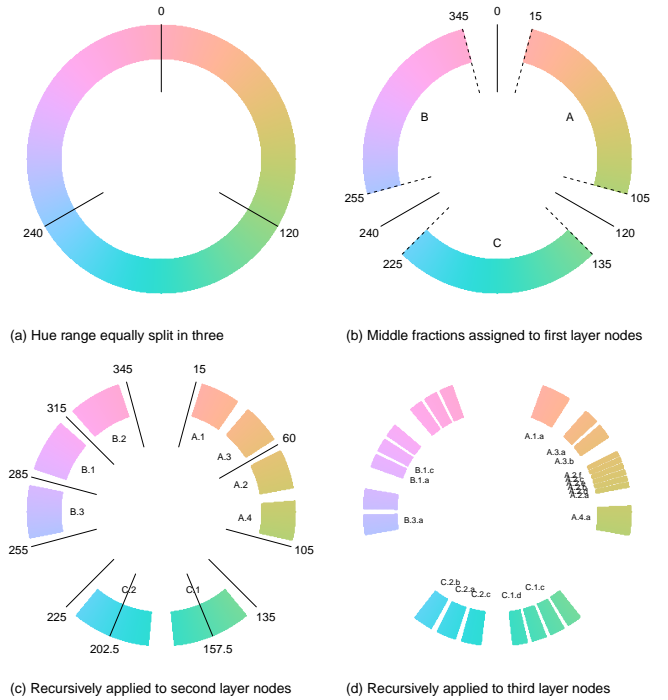 0
240
120
(a) Hue range equally split in three
345
0
15
B
A
255
105
240
120
C
225
135
(b) Middle fractions assigned to first layer nodes
345
15
315
60
B.2
A.1
A.3
B.1
285
A.2
B.3
A.4
255
105
C.2
C.1
225
135
202.5
157.5
(c) Recursively applied to second layer nodes
A.1.a
A.3.a
A.3.b
B.1.c
B.1.a
A.2.f
A.2.a
B.3.a
A.4.a
C.2.b
C.2.a
C.2.c
C.1.c
C.1.d
(d) Recursively applied to third layer nodes